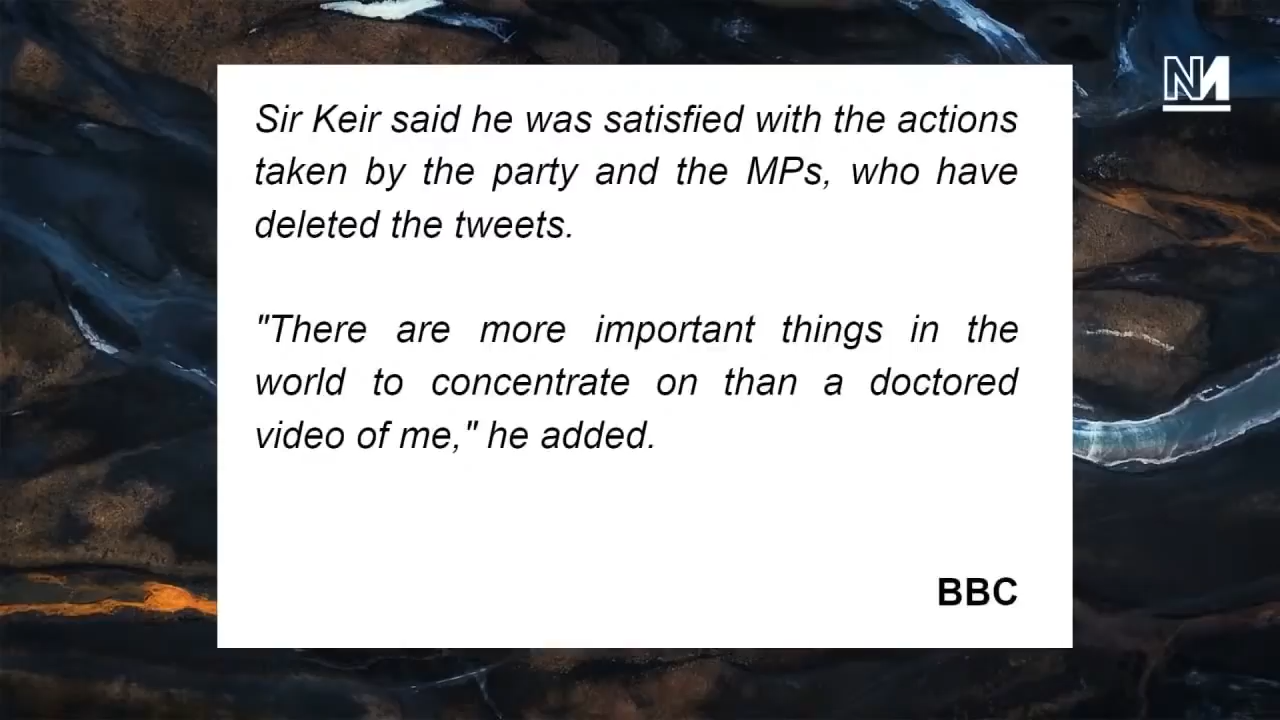 Sir Keir said he was satisfied with the actions
taken by the party and the MPs, who have
deleted the tweets.
"There are more important things in the
world to concentrate on than a doctored
video of me," he added.
BBC
NM